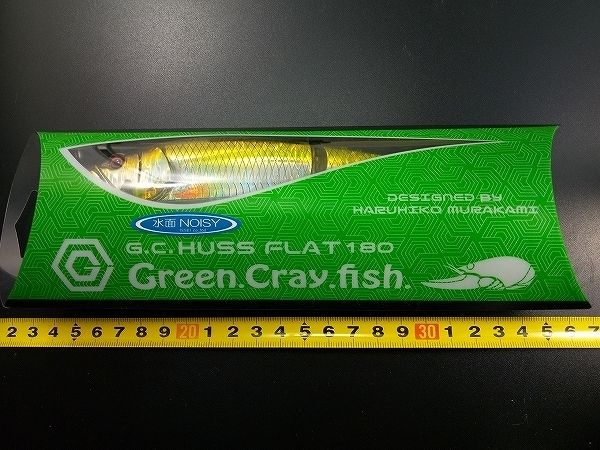 水面 NOISY
DESIGNED BY
HARUHIKO MURAKAMI
G.C.HUSS FLAT 180
G
Green.Cray.fish.
2 3 4 5 6 7 8 9 20 1 2 3 4 5 6 7 8 9 30 1 2 3 4 5 6 7